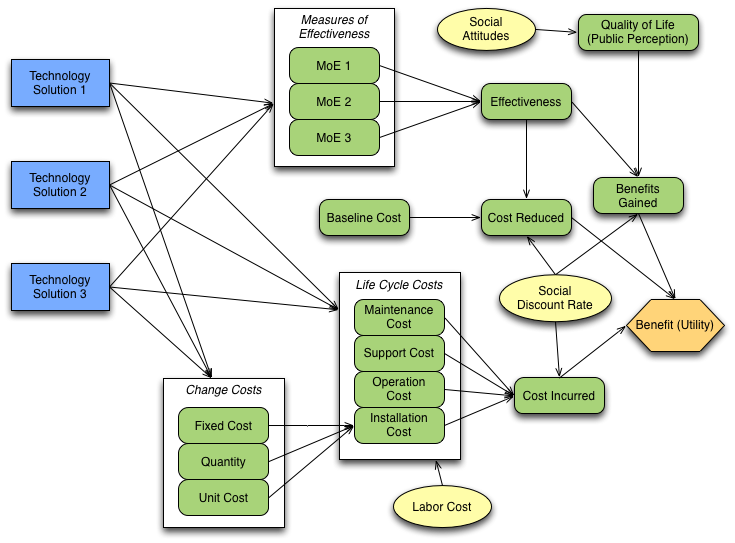 Measures of
Effectiveness
MoE 1
MoE 2
MoE 3
Social
Attitudes
Quality of Life
(Public Perception)
Technology
Solution 1
Technology
Solution 2
Technology
Solution 3
Effectiveness
Benefits
Gained
Baseline Cost
Cost Reduced
Social
Discount Rate
Benefit (Utility)
Life Cycle Costs
Maintenance
Cost
Support Cost
Operation
Cost
Installation
Cost
Cost Incurred
Change Costs
Fixed Cost
Quantity
Unit Cost
Labor Cost